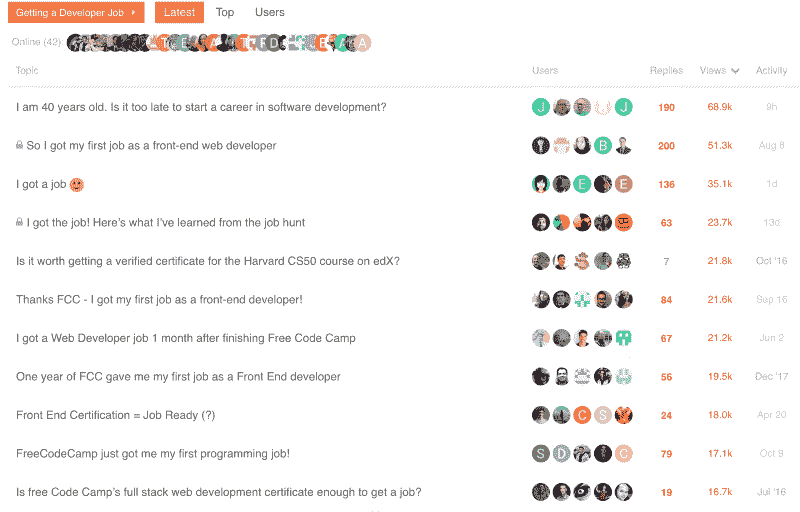 Getting a Developer Job Latest Top Users
Online (42):
Topic Users Replies Views Activity
I am 40 years old. Is it too late to start a career in software development? J J 190 68.9k 9h
So I got my first job as a front-end web developer B 200 51.3k Aug 8
I got a job E E 136 35.1k 1d
I got the job! Here's what I've learned from the job hunt 63 23.7k 13d
Is it worth getting a verified certificate for the Harvard CS50 course on edX? 7 21.8k Oct '16
Thanks FCC - I got my first job as a front-end developer! 84 21.6k Sep 16
I got a Web Developer job 1 month after finishing Free Code Camp 67 21.2k Jun 2
One year of FCC gave me my first job as a Front End developer 56 19.5k Dec '17
Front End Certification = Job Ready (?) C S 24 18.0k Apr 20
FreeCodeCamp just got me my first programming job! S D C 79 17.1k Oct 9
Is free Code Camp's full stack web development certificate enough to get a job? 19 16.7k Jul '16